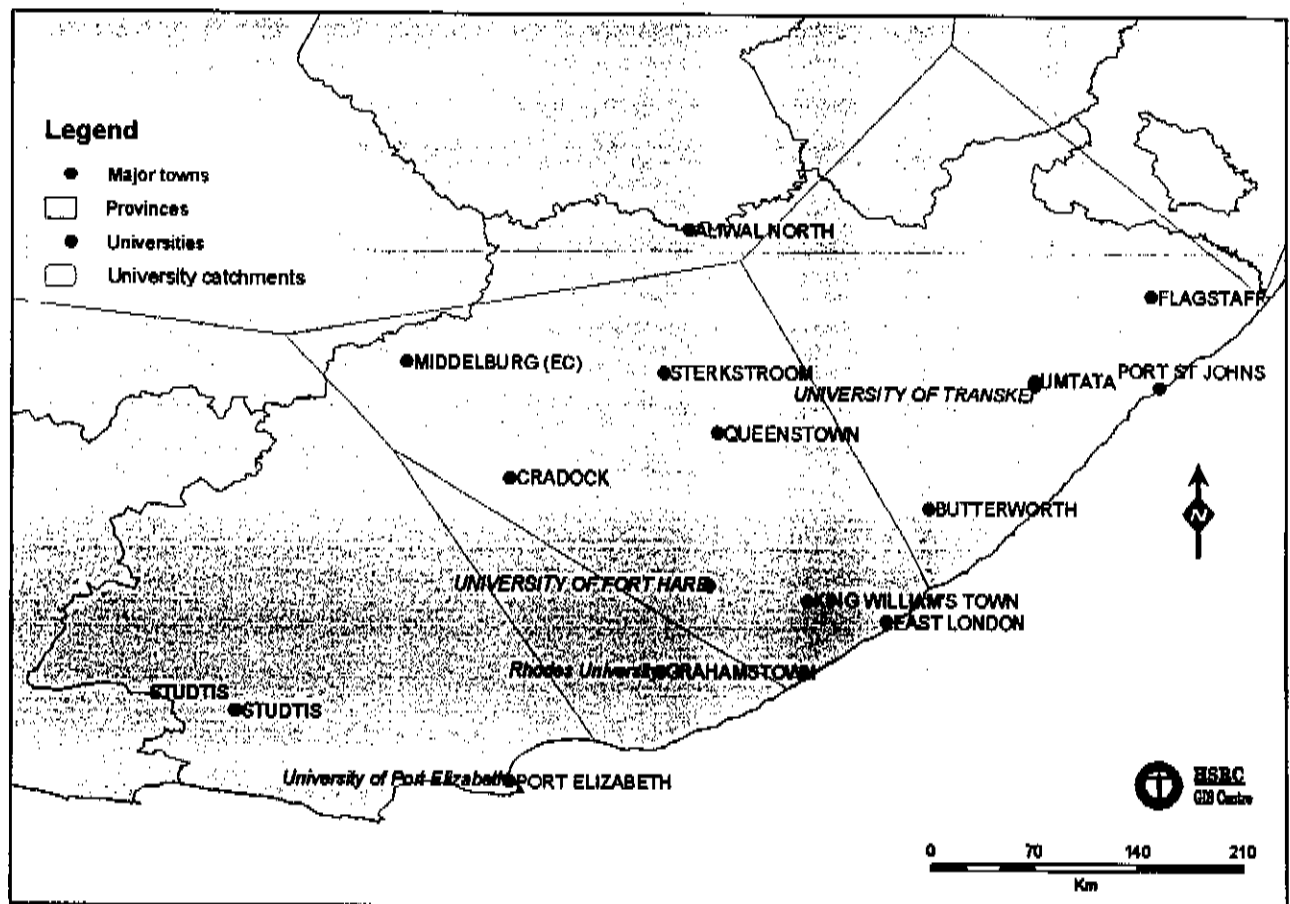 Legend
Major towns
Provinces
Universities
University catchments
ALIWAL NORTH
FLAGSTAFF
MIDDELBURG (EC)
STERKSTROOM
PORT ST JOHNS
UMTATA
UNIVERSITY OF TRANSKEI
QUEENSTOWN
CRADOCK
BUTTERWORTH
N
UNIVERSITY OF FORT HARE
KING WILLIAM'S TOWN
EAST LONDON
Rhodes University
GRAHAMSTOWN
STUDTIS
STUDTIS
University of Port Elizabeth
PORT ELIZABETH
HSRC
GIS Centre
0 70 140 210
Km